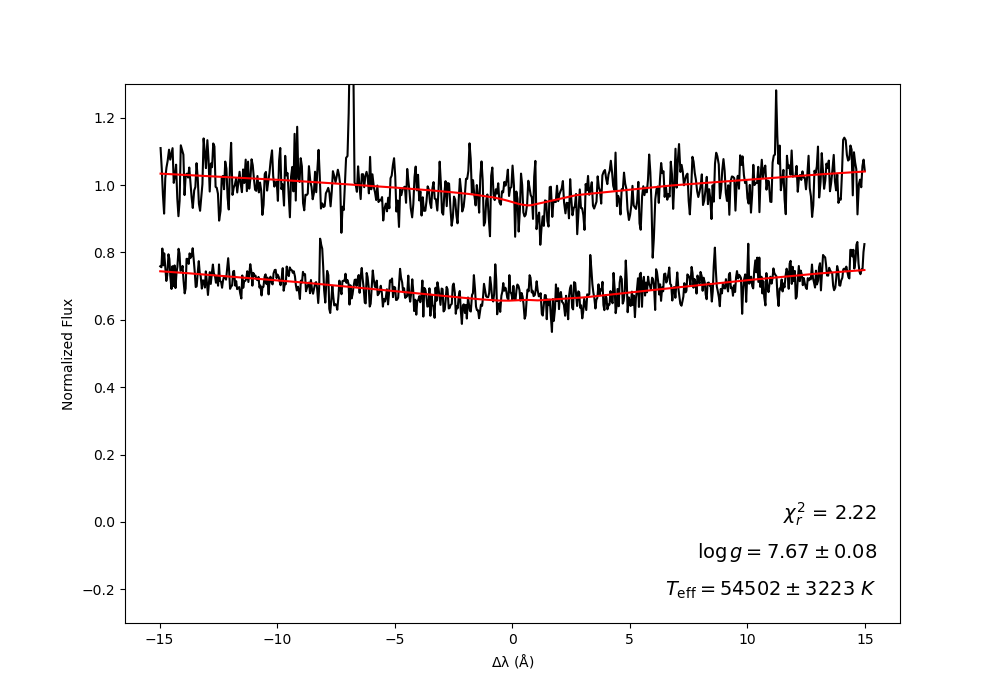 1.2
1.0
0.8
0.6
0.4
0.2
0.0
−0.2
Normalized Flux
χ²ᵣ = 2.22
log g = 7.67 ± 0.08
T_eff = 54502 ± 3223 K
−15 −10 −5 0 5 10 15
Δλ (Å)